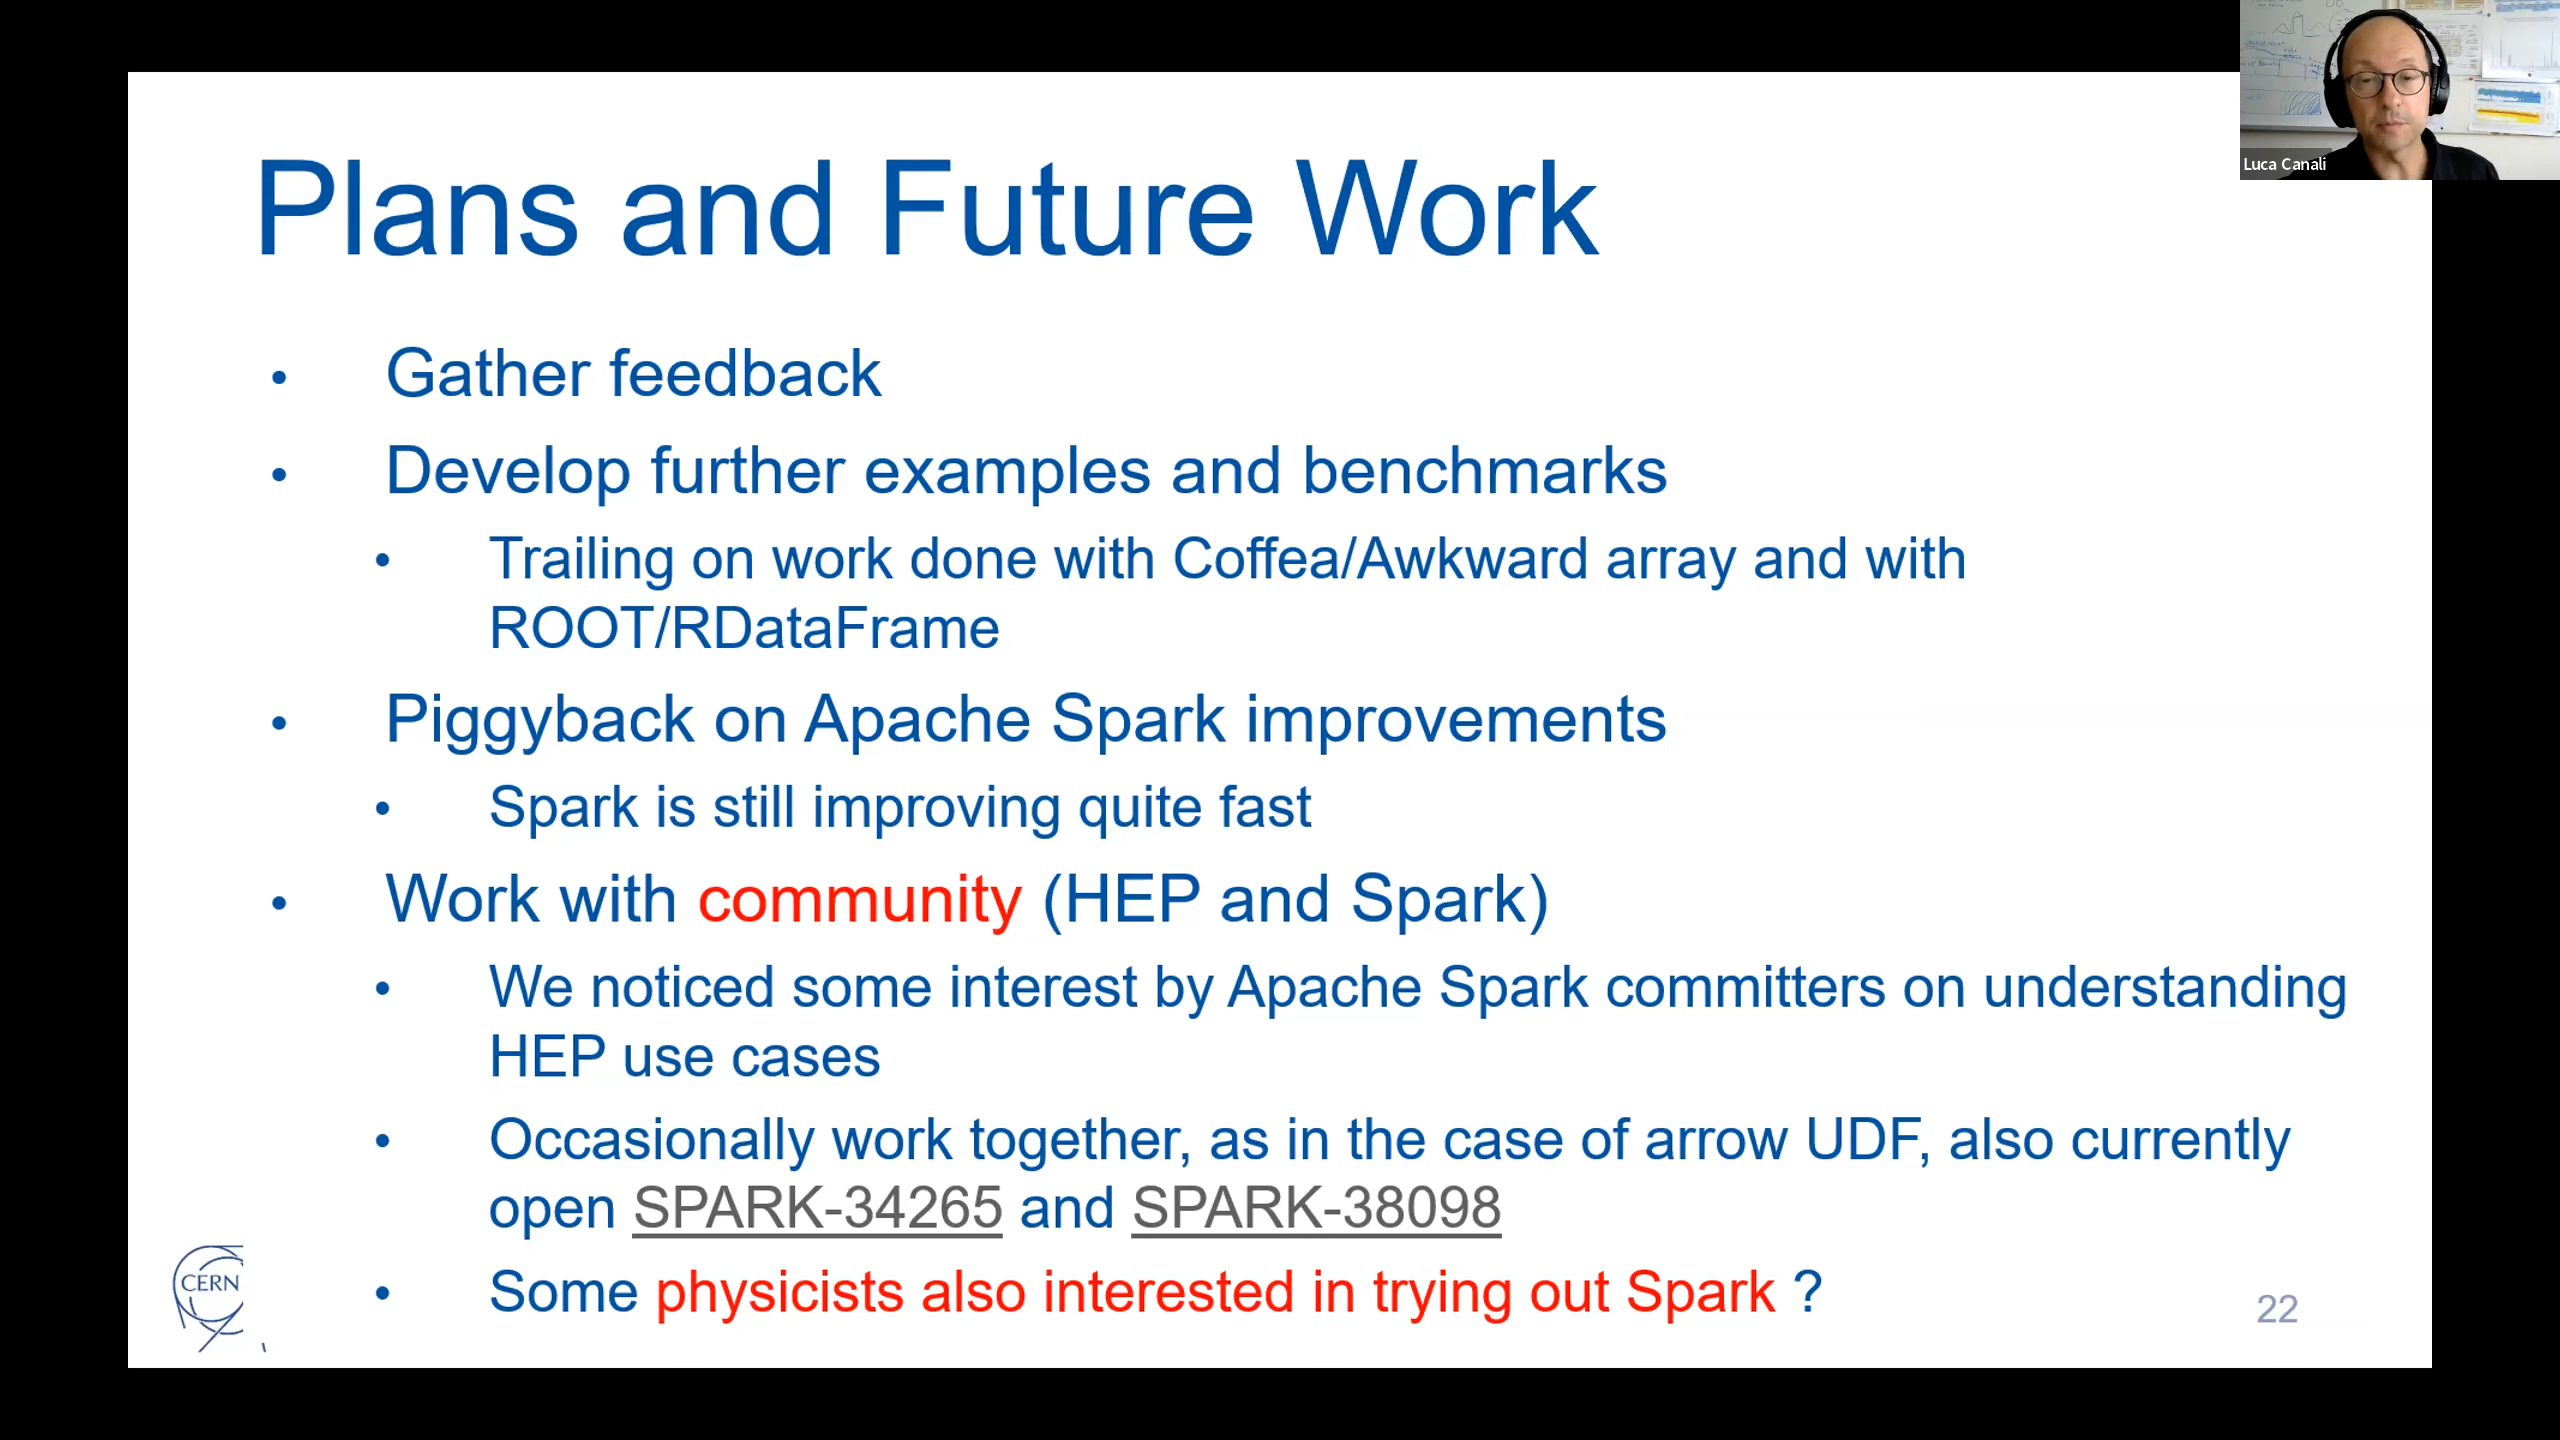 Luca Canali
Plans and Future Work
• Gather feedback
• Develop further examples and benchmarks
• Trailing on work done with Coffea/Awkward array and with
ROOT/RDataFrame
• Piggyback on Apache Spark improvements
• Spark is still improving quite fast
• Work with community (HEP and Spark)
• We noticed some interest by Apache Spark committers on understanding
HEP use cases
• Occasionally work together, as in the case of arrow UDF, also currently
open SPARK-34265 and SPARK-38098
• Some physicists also interested in trying out Spark ?
CERN
22